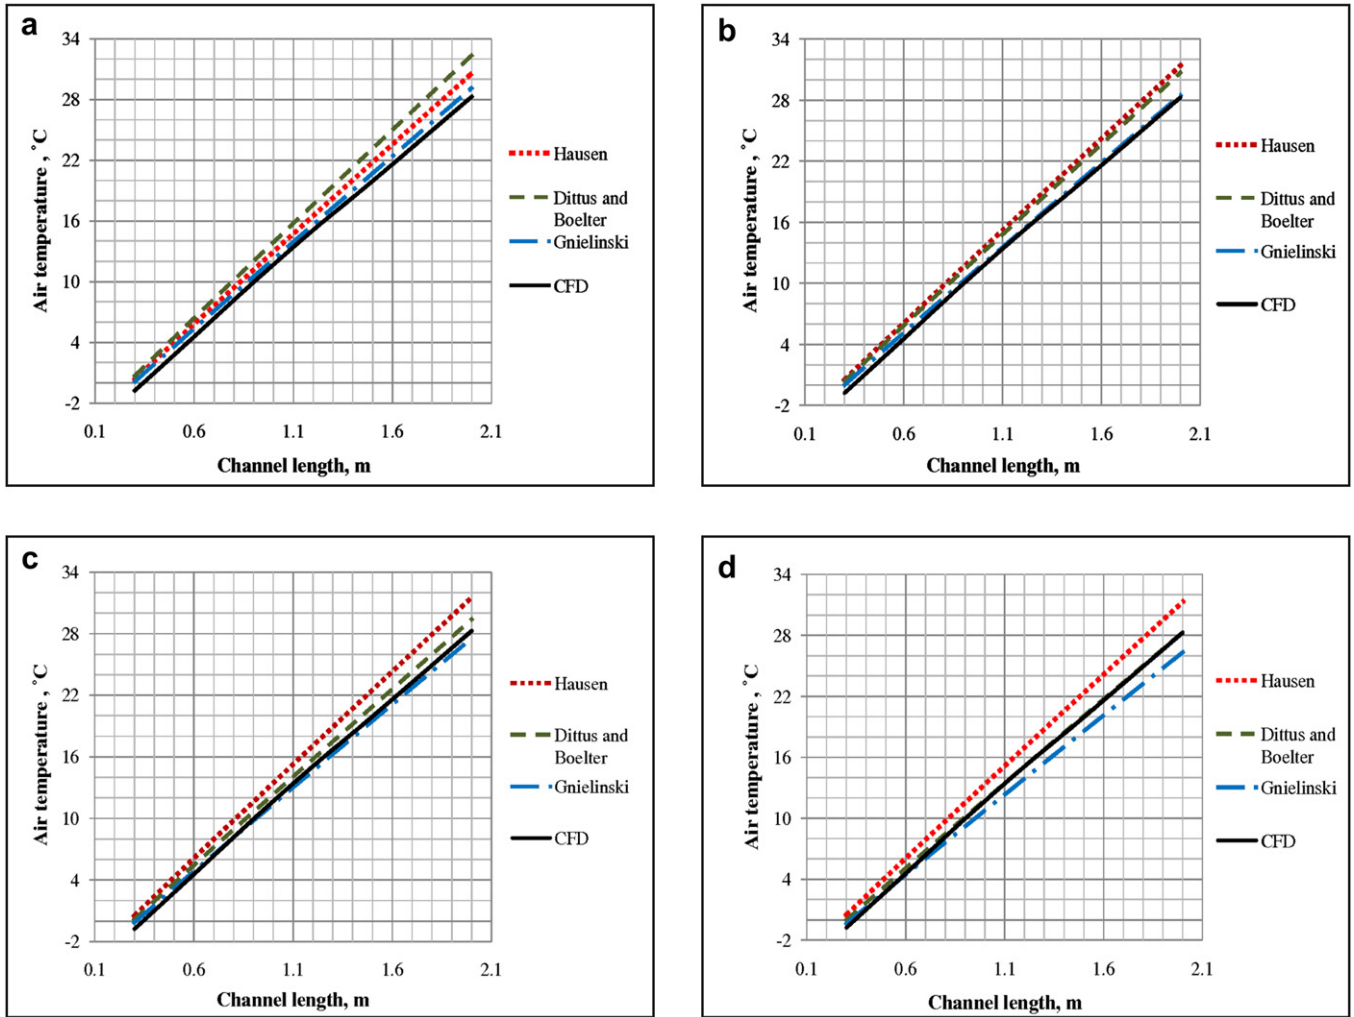 a
34
28
22
16
10
4
-2
Air temperature , °C
0.1 0.6 1.1 1.6 2.1
Channel length, m
Hausen
Dittus and
Boelter
Gnielinski
CFD
b
34
28
22
16
10
4
-2
Air temperature , °C
0.1 0.6 1.1 1.6 2.1
Channel length, m
Hausen
Dittus and
Boelter
Gnielinski
CFD
c
34
28
22
16
10
4
-2
Air temperature , °C
0.1 0.6 1.1 1.6 2.1
Channel length, m
Hausen
Dittus and
Boelter
Gnielinski
CFD
d
34
28
22
16
10
4
-2
Air temperature , °C
0.1 0.6 1.1 1.6 2.1
Channel length, m
Hausen
Dittus and
Boelter
Gnielinski
CFD